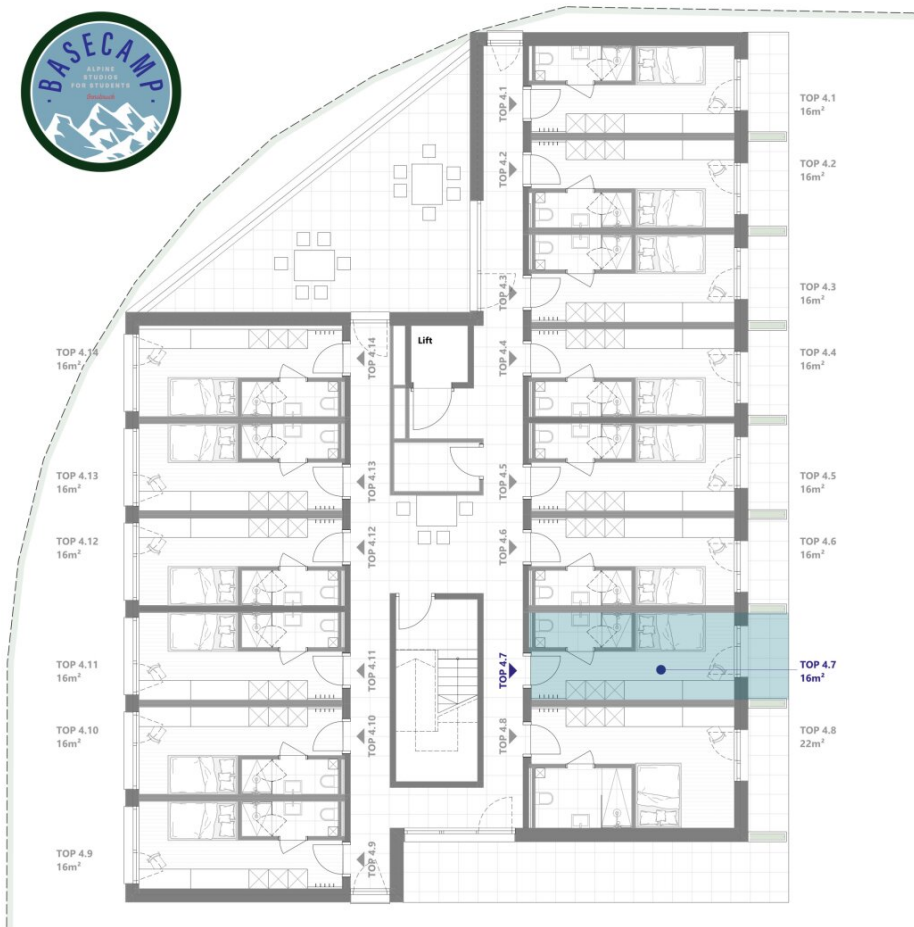 BASECAMP
ALPINE
STUDIOS
FOR STUDENTS
Innsbruck
TOP 4.1
TOP 4.1
16m²
TOP 4.2
TOP 4.2
16m²
TOP 4.3
TOP 4.3
16m²
Lift
TOP 4.14
16m²
TOP 4.14
TOP 4.4
TOP 4.4
16m²
TOP 4.13
16m²
TOP 4.13
TOP 4.5
TOP 4.5
16m²
TOP 4.12
16m²
TOP 4.12
TOP 4.6
TOP 4.6
16m²
TOP 4.11
16m²
TOP 4.11
TOP 4.7
TOP 4.7
16m²
TOP 4.10
16m²
TOP 4.10
TOP 4.8
TOP 4.8
22m²
TOP 4.9
16m²
TOP 4.9